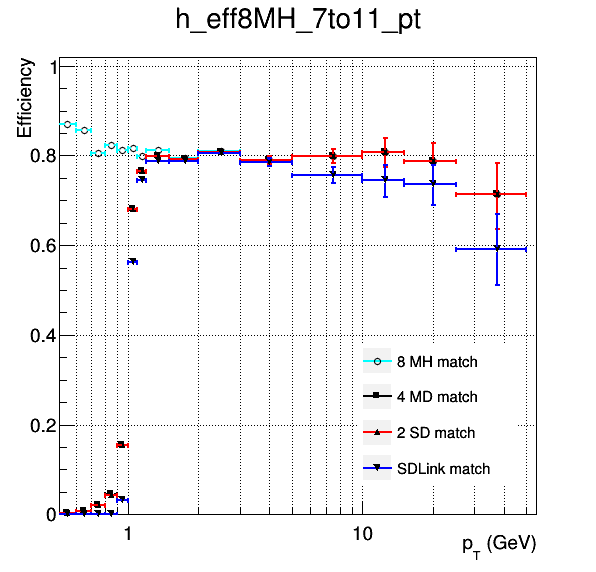 h_eff8MH_7to11_pt
Efficiency
1
0.8
0.6
0.4
0.2
0
8 MH match
4 MD match
2 SD match
SDLink match
1
10
p_T (GeV)